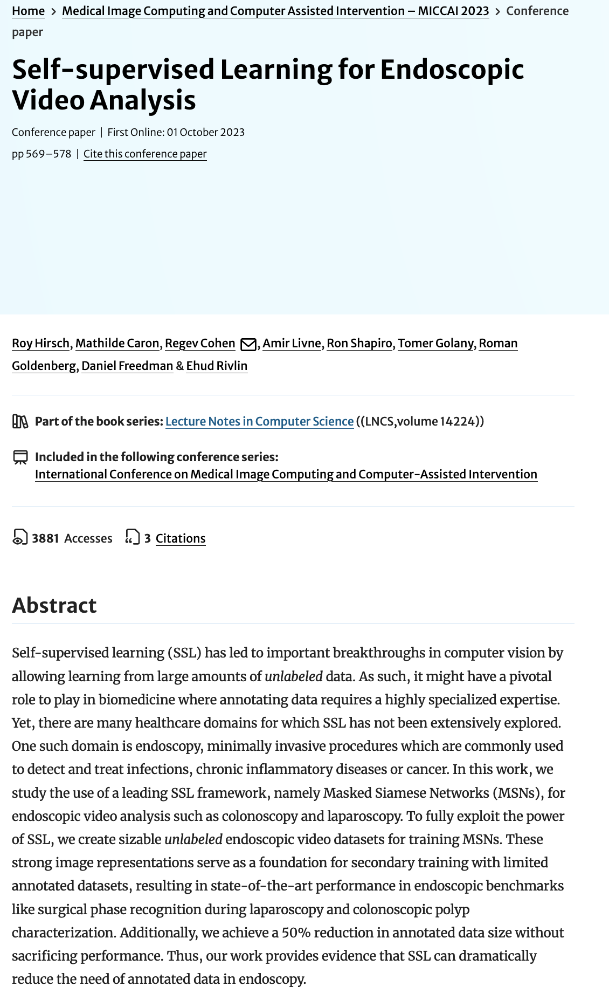 Home > Medical Image Computing and Computer Assisted Intervention – MICCAI 2023 > Conference
paper
Self-supervised Learning for Endoscopic
Video Analysis
Conference paper | First Online: 01 October 2023
pp 569–578 | Cite this conference paper
Roy Hirsch, Mathilde Caron, Regev Cohen, Amir Livne, Ron Shapiro, Tomer Golany, Roman
Goldenberg, Daniel Freedman & Ehud Rivlin
Part of the book series: Lecture Notes in Computer Science ((LNCS,volume 14224))
Included in the following conference series:
International Conference on Medical Image Computing and Computer-Assisted Intervention
3881 Accesses 3 Citations
Abstract
Self-supervised learning (SSL) has led to important breakthroughs in computer vision by
allowing learning from large amounts of unlabeled data. As such, it might have a pivotal
role to play in biomedicine where annotating data requires a highly specialized expertise.
Yet, there are many healthcare domains for which SSL has not been extensively explored.
One such domain is endoscopy, minimally invasive procedures which are commonly used
to detect and treat infections, chronic inflammatory diseases or cancer. In this work, we
study the use of a leading SSL framework, namely Masked Siamese Networks (MSNs), for
endoscopic video analysis such as colonoscopy and laparoscopy. To fully exploit the power
of SSL, we create sizable unlabeled endoscopic video datasets for training MSNs. These
strong image representations serve as a foundation for secondary training with limited
annotated datasets, resulting in state-of-the-art performance in endoscopic benchmarks
like surgical phase recognition during laparoscopy and colonoscopic polyp
characterization. Additionally, we achieve a 50% reduction in annotated data size without
sacrificing performance. Thus, our work provides evidence that SSL can dramatically
reduce the need of annotated data in endoscopy.